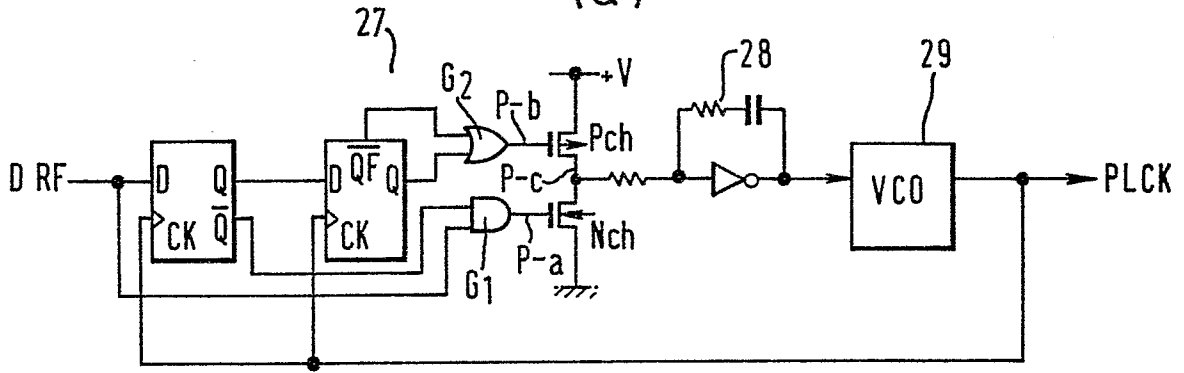 27
28
29
G2
P-b
+V
Pch
P-c
D RF
D Q
Q
CK
D QF Q
CK
G1
P-a
Nch
VCO
PLCK